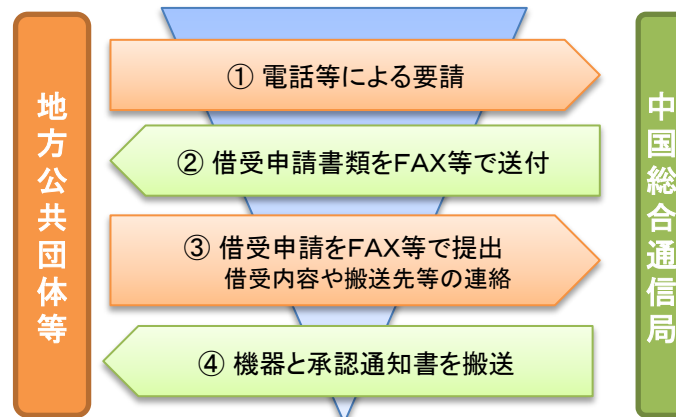 地方公共団体等
① 電話等による要請
② 借受申請書類をFAX等で送付
③ 借受申請をFAX等で提出
借受内容や搬送先等の連絡
④ 機器と承認通知書を搬送
中国総合通信局